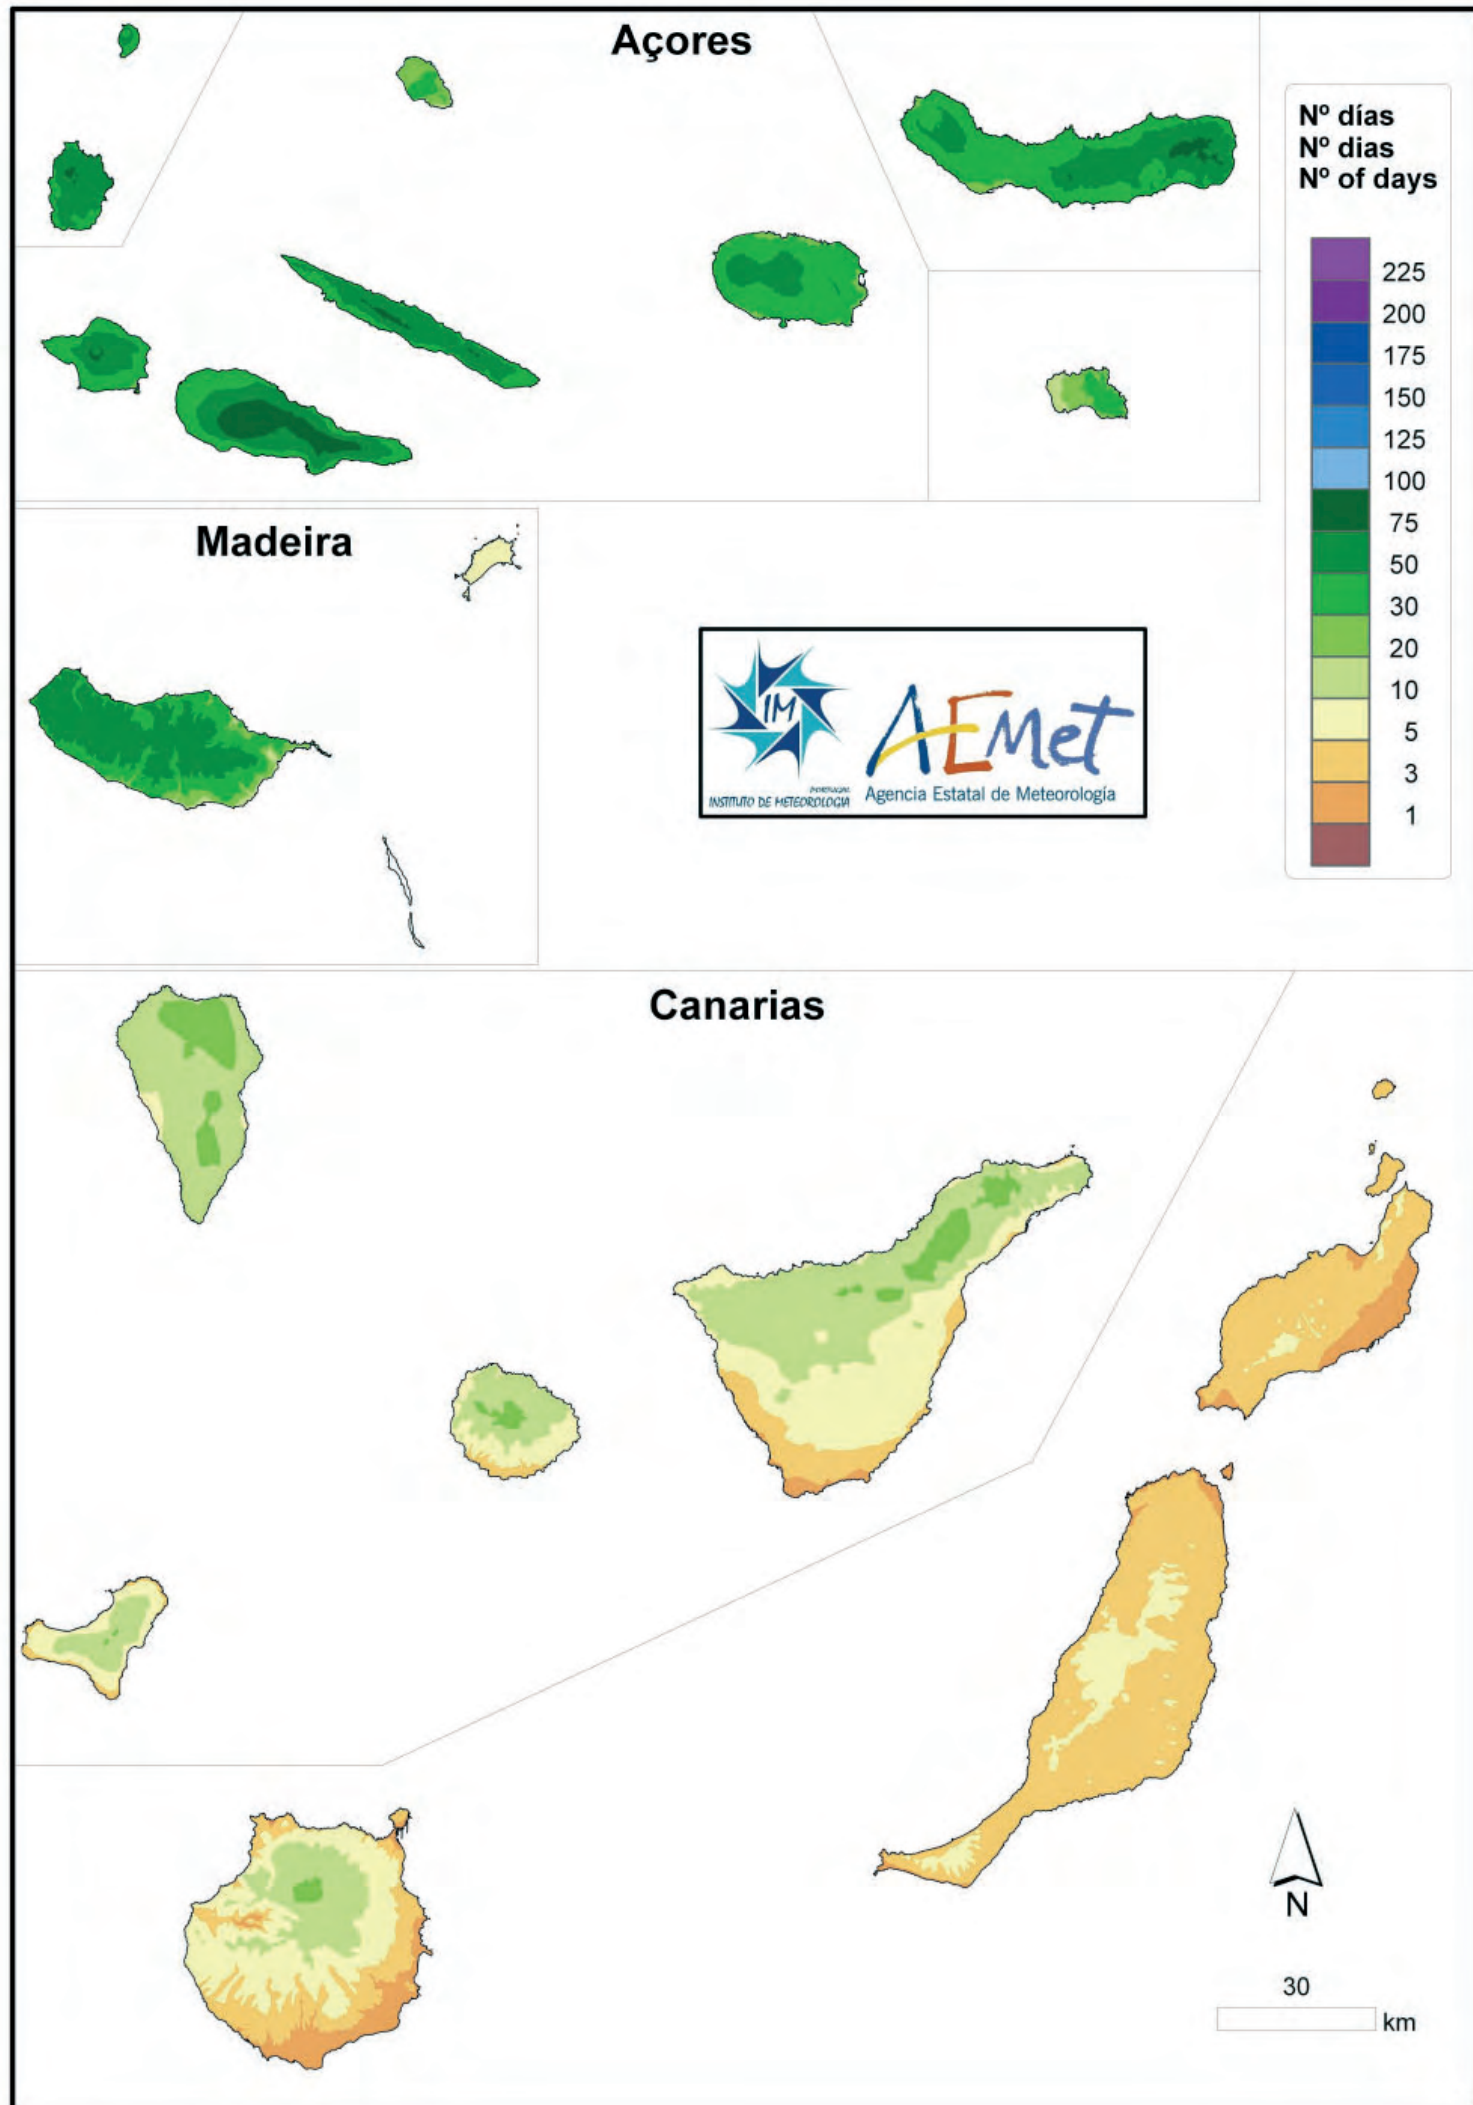 Açores
Nº días
Nº dias
Nº of days
225
200
175
150
125
100
75
50
30
20
10
5
3
1
Madeira
IM
PORTUGAL
INSTITUTO DE METEOROLOGIA
AEMet
Agencia Estatal de Meteorología
Canarias
N
30
km